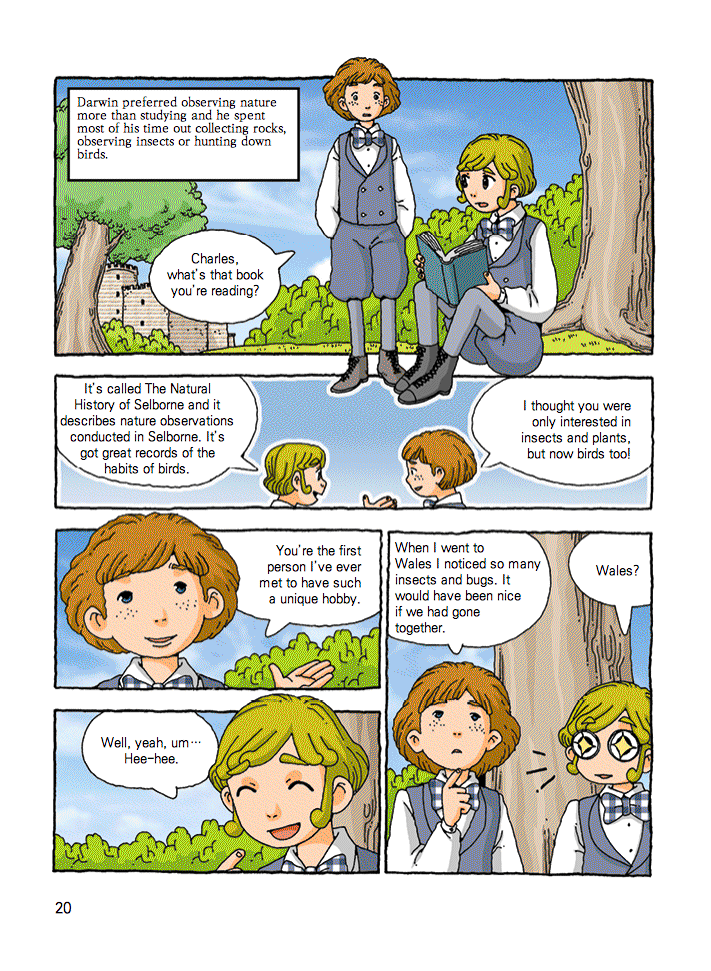 Darwin preferred observing nature
more than studying and he spent
most of his time out collecting rocks,
observing insects or hunting down
birds.
Charles,
what's that book
you're reading?
It's called The Natural
History of Selborne and it
describes nature observations
conducted in Selborne. It's
got great records of the
habits of birds.
I thought you were
only interested in
insects and plants,
but now birds too!
You're the first
person I've ever
met to have such
a unique hobby.
Well, yeah, um…
Hee-hee.
When I went to
Wales I noticed so many
insects and bugs. It
would have been nice
if we had gone
together.
Wales?
20